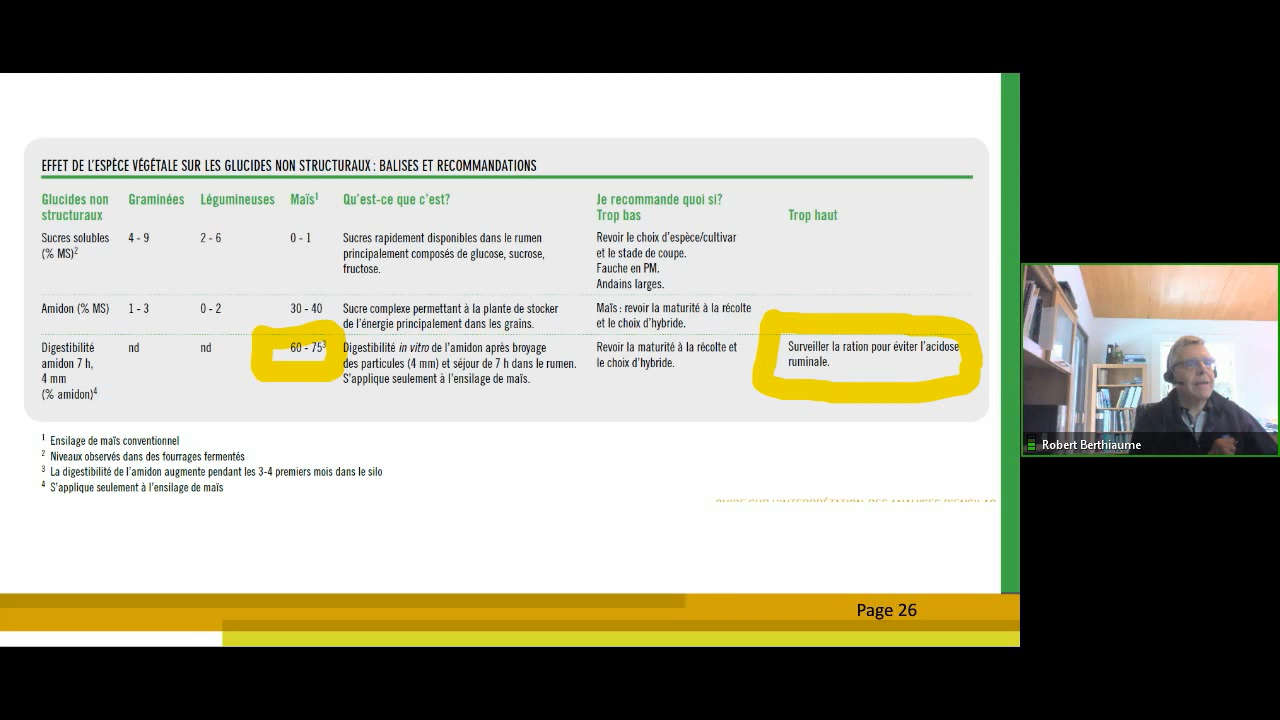 EFFET DE L'ESPÈCE VÉGÉTALE SUR LES GLUCIDES NON STRUCTURAUX : BALISES ET RECOMMANDATIONS
Glucides non structuraux Graminées Légumineuses Maïs¹ Qu'est-ce que c'est? Je recommande quoi si? Trop bas Trop haut
Sucres solubles 4 - 9 2 - 6 0 - 1 Sucres rapidement disponibles dans le rumen Revoir le choix d'espèce/cultivar
(% MS)² principalement composés de glucose, sucrose, et le stade de coupe.
fructose. Fauche en PM.
Andains larges.
Amidon (% MS) 1 - 3 0 - 2 30 - 40 Sucre complexe permettant à la plante de stocker Maïs : revoir la maturité à la récolte
de l'énergie principalement dans les grains. et le choix d'hybride.
Digestibilité nd nd 60 - 75³ Digestibilité in vitro de l'amidon après broyage Revoir la maturité à la récolte et Surveiller la ration pour éviter l'acidose
amidon 7 h, des particules (4 mm) et séjour de 7 h dans le rumen. le choix d'hybride. ruminale.
4 mm S'applique seulement à l'ensilage de maïs.
(% amidon)⁴
¹ Ensilage de maïs conventionnel
² Niveaux observés dans des fourrages fermentés
³ La digestibilité de l'amidon augmente pendant les 3-4 premiers mois dans le silo
⁴ S'applique seulement à l'ensilage de maïs
Page 26
Robert Berthiaume